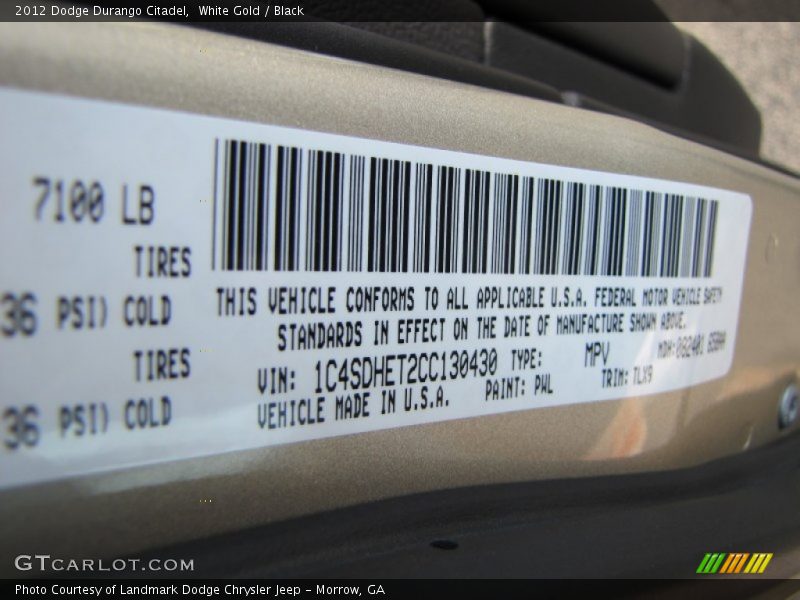 2012 Dodge Durango Citadel, White Gold / Black
7100 LB
TIRES
36 PSI) COLD
TIRES
36 PSI) COLD
THIS VEHICLE CONFORMS TO ALL APPLICABLE U.S.A. FEDERAL MOTOR VEHICLE SAFETY
STANDARDS IN EFFECT ON THE DATE OF MANUFACTURE SHOWN ABOVE.
VIN: 1C4SDHET2CC130430 TYPE: MPV MDH:
VEHICLE MADE IN U.S.A. PAINT: PWL TRIM: TLX9
GTCARLOT.COM
Photo Courtesy of Landmark Dodge Chrysler Jeep - Morrow, GA